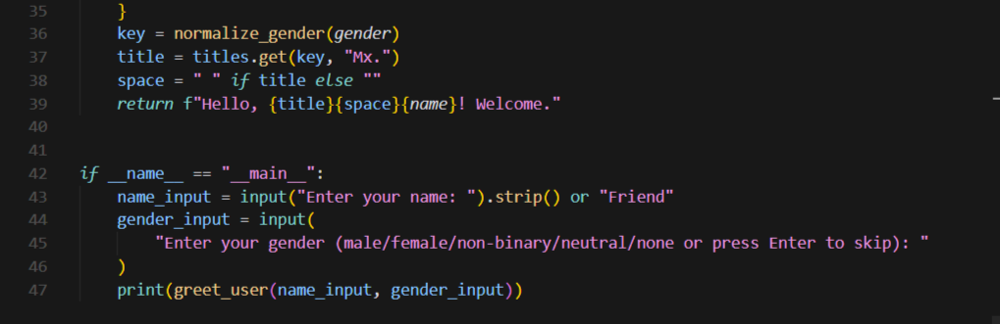 35 }
36 key = normalize_gender(gender)
37 title = titles.get(key, "Mx.")
38 space = " " if title else ""
39 return f"Hello, {title}{space}{name}! Welcome."
40
41
42 if __name__ == "__main__":
43 name_input = input("Enter your name: ").strip() or "Friend"
44 gender_input = input(
45 "Enter your gender (male/female/non-binary/neutral/none or press Enter to skip): "
46 )
47 print(greet_user(name_input, gender_input))